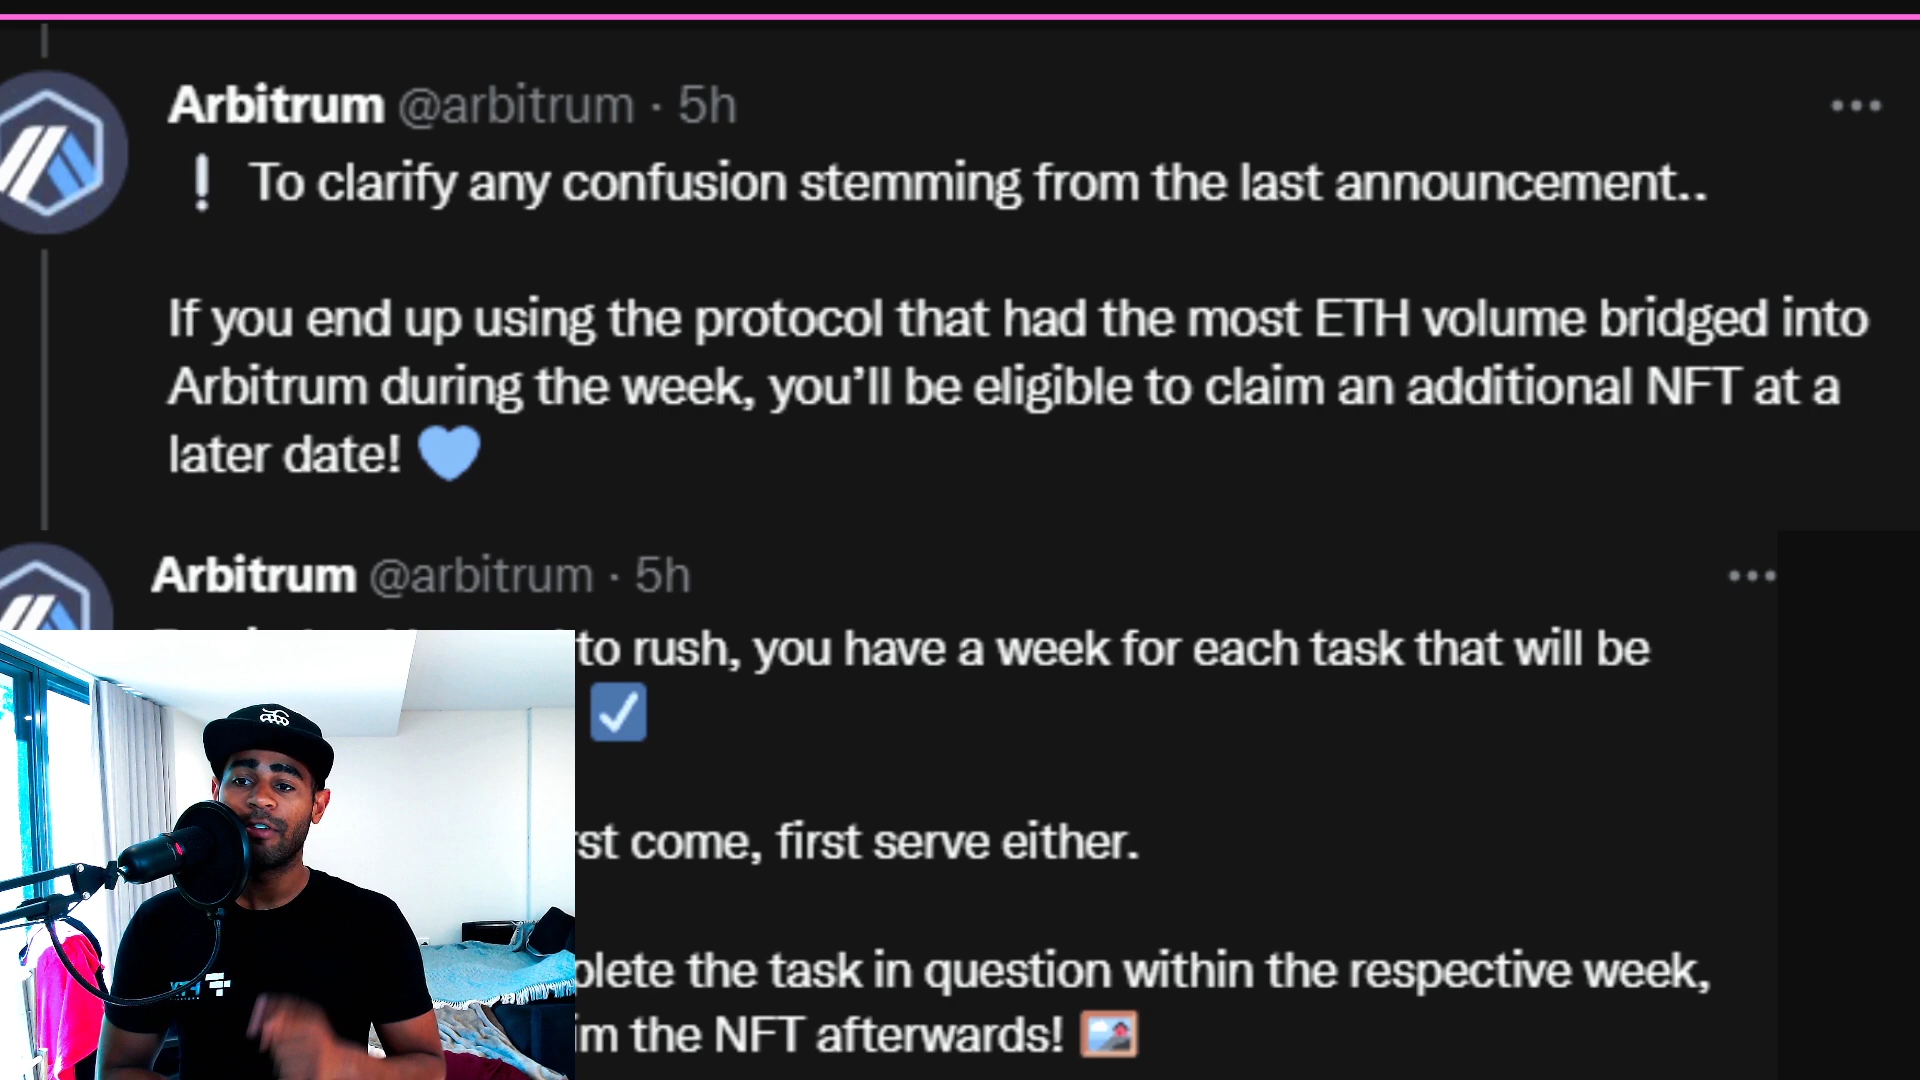 Arbitrum @arbitrum · 5h
❕ To clarify any confusion stemming from the last announcement..
If you end up using the protocol that had the most ETH volume bridged into
Arbitrum during the week, you’ll be eligible to claim an additional NFT at a
later date! 💙
Arbitrum @arbitrum · 5h
to rush, you have a week for each task that will be
☑️
st come, first serve either.
plete the task in question within the respective week,
im the NFT afterwards! 🖼️